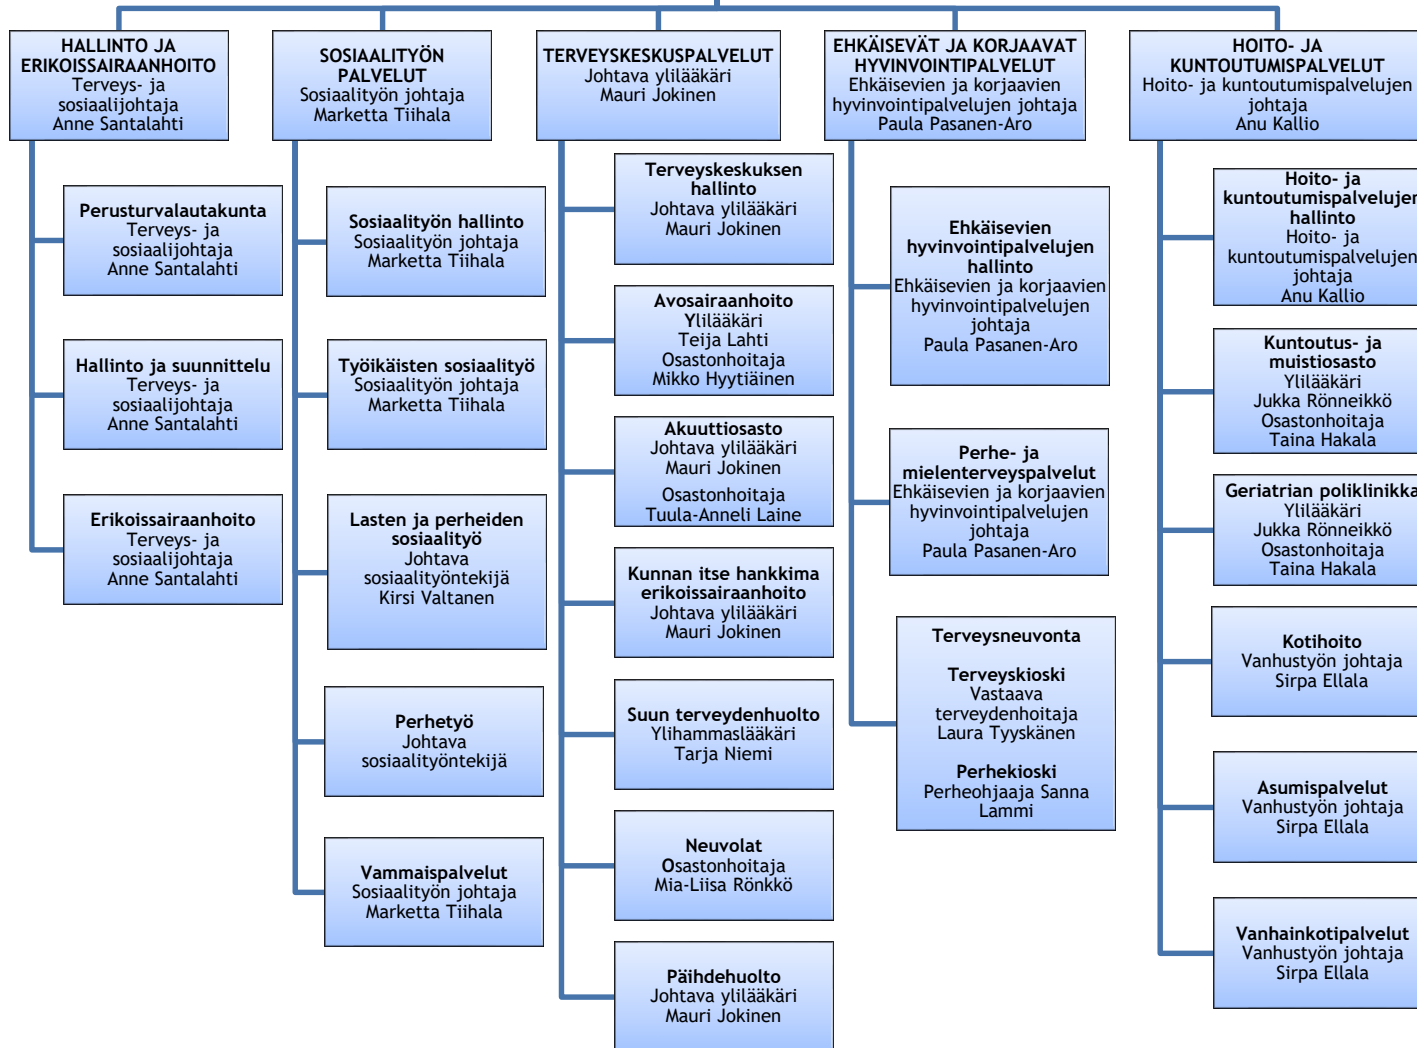 HALLINTO JA
ERIKOISSAIRAANHOITO
Terveys- ja
sosiaalijohtaja
Anne Santalahti
Perusturvalautakunta
Terveys- ja
sosiaalijohtaja
Anne Santalahti
Hallinto ja suunnittelu
Terveys- ja
sosiaalijohtaja
Anne Santalahti
Erikoissairaanhoito
Terveys- ja
sosiaalijohtaja
Anne Santalahti
SOSIAALITYÖN
PALVELUT
Sosiaalityön johtaja
Marketta Tiihala
Sosiaalityön hallinto
Sosiaalityön johtaja
Marketta Tiihala
Työikäisten sosiaalityö
Sosiaalityön johtaja
Marketta Tiihala
Lasten ja perheiden
sosiaalityö
Johtava
sosiaalityöntekijä
Kirsi Valtanen
Perhetyö
Johtava
sosiaalityöntekijä
Vammaispalvelut
Sosiaalityön johtaja
Marketta Tiihala
TERVEYSKESKUSPALVELUT
Johtava ylilääkäri
Mauri Jokinen
Terveyskeskuksen
hallinto
Johtava ylilääkäri
Mauri Jokinen
Avosairaanhoito
Ylilääkäri
Teija Lahti
Osastonhoitaja
Mikko Hyytiäinen
Akuuttiosasto
Johtava ylilääkäri
Mauri Jokinen
Osastonhoitaja
Tuula-Anneli Laine
Kunnan itse hankkima
erikoissairaanhoito
Johtava ylilääkäri
Mauri Jokinen
Suun terveydenhuolto
Ylihammaslääkäri
Tarja Niemi
Neuvolat
Osastonhoitaja
Mia-Liisa Rönkkö
Päihdehuolto
Johtava ylilääkäri
Mauri Jokinen
EHKÄISEVÄT JA KORJAAVAT
HYVINVOINTIPALVELUT
Ehkäisevien ja korjaavien
hyvinvointipalvelujen johtaja
Paula Pasanen-Aro
Ehkäisevien
hyvinvointipalvelujen
hallinto
Ehkäisevien ja korjaavien
hyvinvointipalvelujen
johtaja
Paula Pasanen-Aro
Perhe- ja
mielenterveyspalvelut
Ehkäisevien ja korjaavien
hyvinvointipalvelujen
johtaja
Paula Pasanen-Aro
Terveysneuvonta
Terveyskioski
Vastaava
terveydenhoitaja
Laura Tyyskänen
Perhekioski
Perheohjaaja Sanna
Lammi
HOITO- JA
KUNTOUTUMISPALVELUT
Hoito- ja kuntoutumispalvelujen
johtaja
Anu Kallio
Hoito- ja
kuntoutumispalvelujen
hallinto
Hoito- ja
kuntoutumispalvelujen
johtaja
Anu Kallio
Kuntoutus- ja
muistiosasto
Ylilääkäri
Jukka Rönneikkö
Osastonhoitaja
Taina Hakala
Geriatrian poliklinikka
Ylilääkäri
Jukka Rönneikkö
Osastonhoitaja
Taina Hakala
Kotihoito
Vanhustyön johtaja
Sirpa Ellala
Asumispalvelut
Vanhustyön johtaja
Sirpa Ellala
Vanhainkotipalvelut
Vanhustyön johtaja
Sirpa Ellala